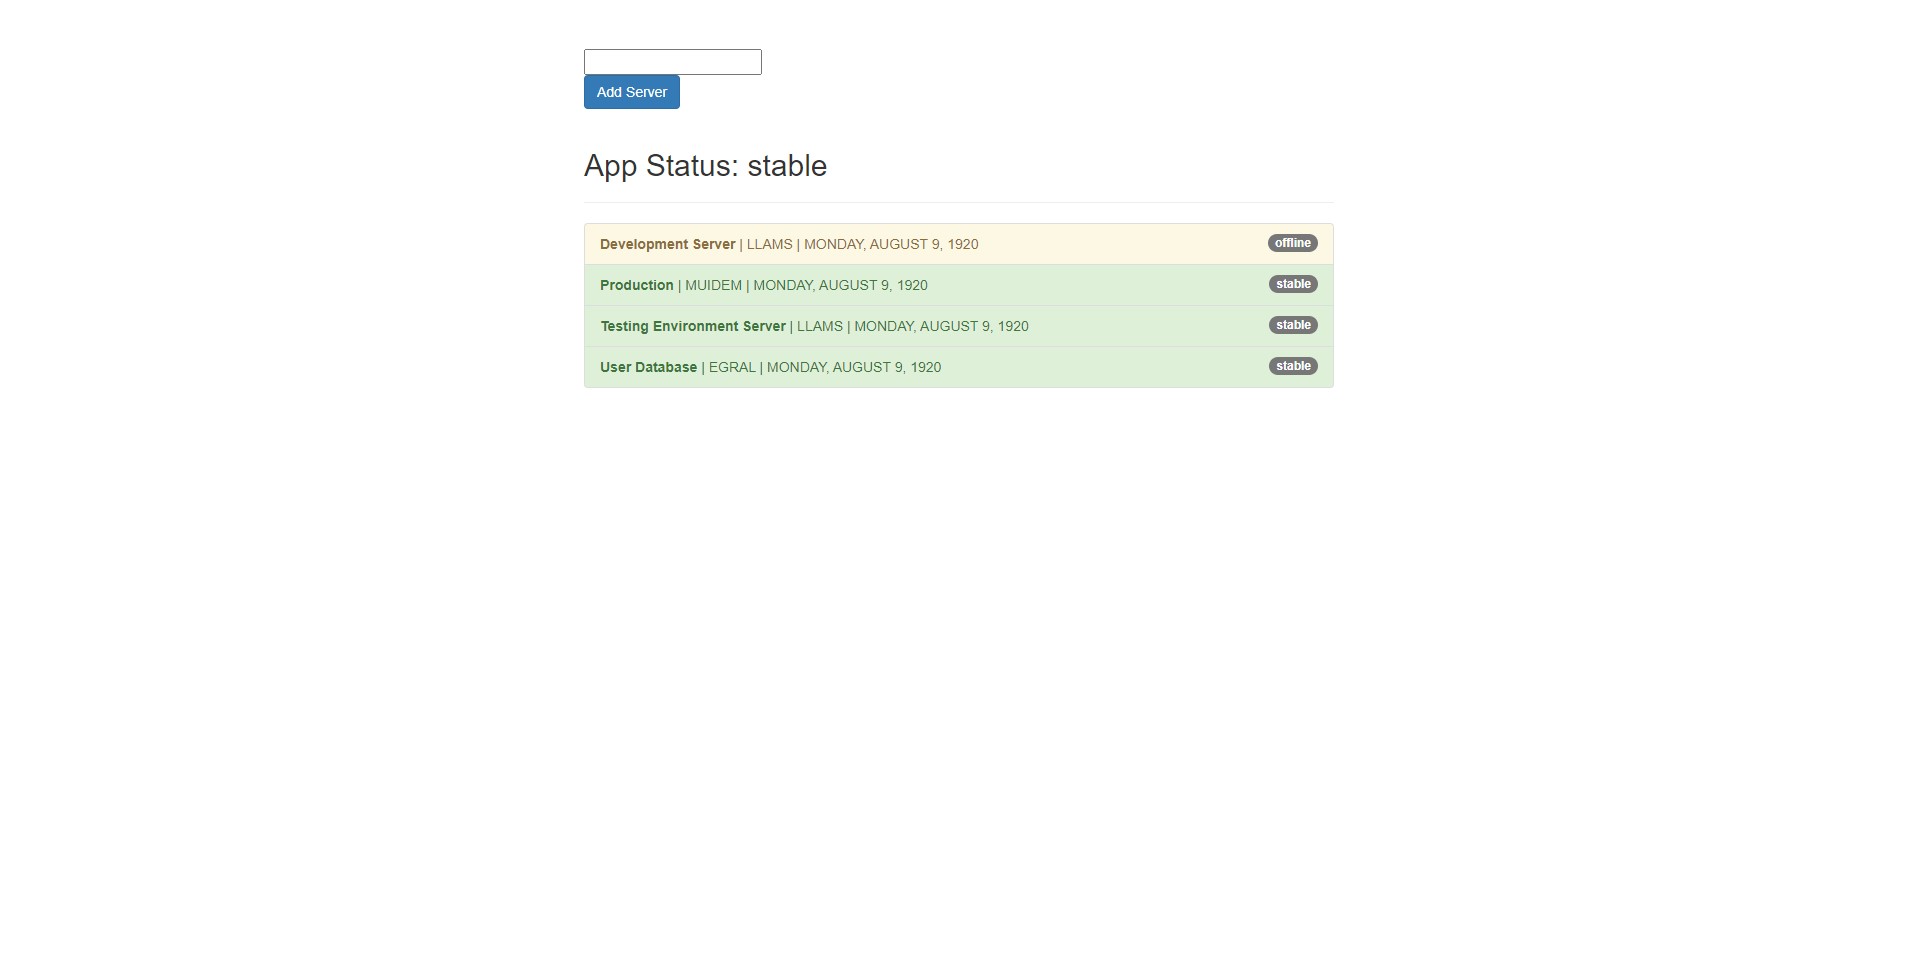 Add Server
App Status: stable
Development Server | LLAMS | MONDAY, AUGUST 9, 1920 offline
Production | MUIDEM | MONDAY, AUGUST 9, 1920 stable
Testing Environment Server | LLAMS | MONDAY, AUGUST 9, 1920 stable
User Database | EGRAL | MONDAY, AUGUST 9, 1920 stable